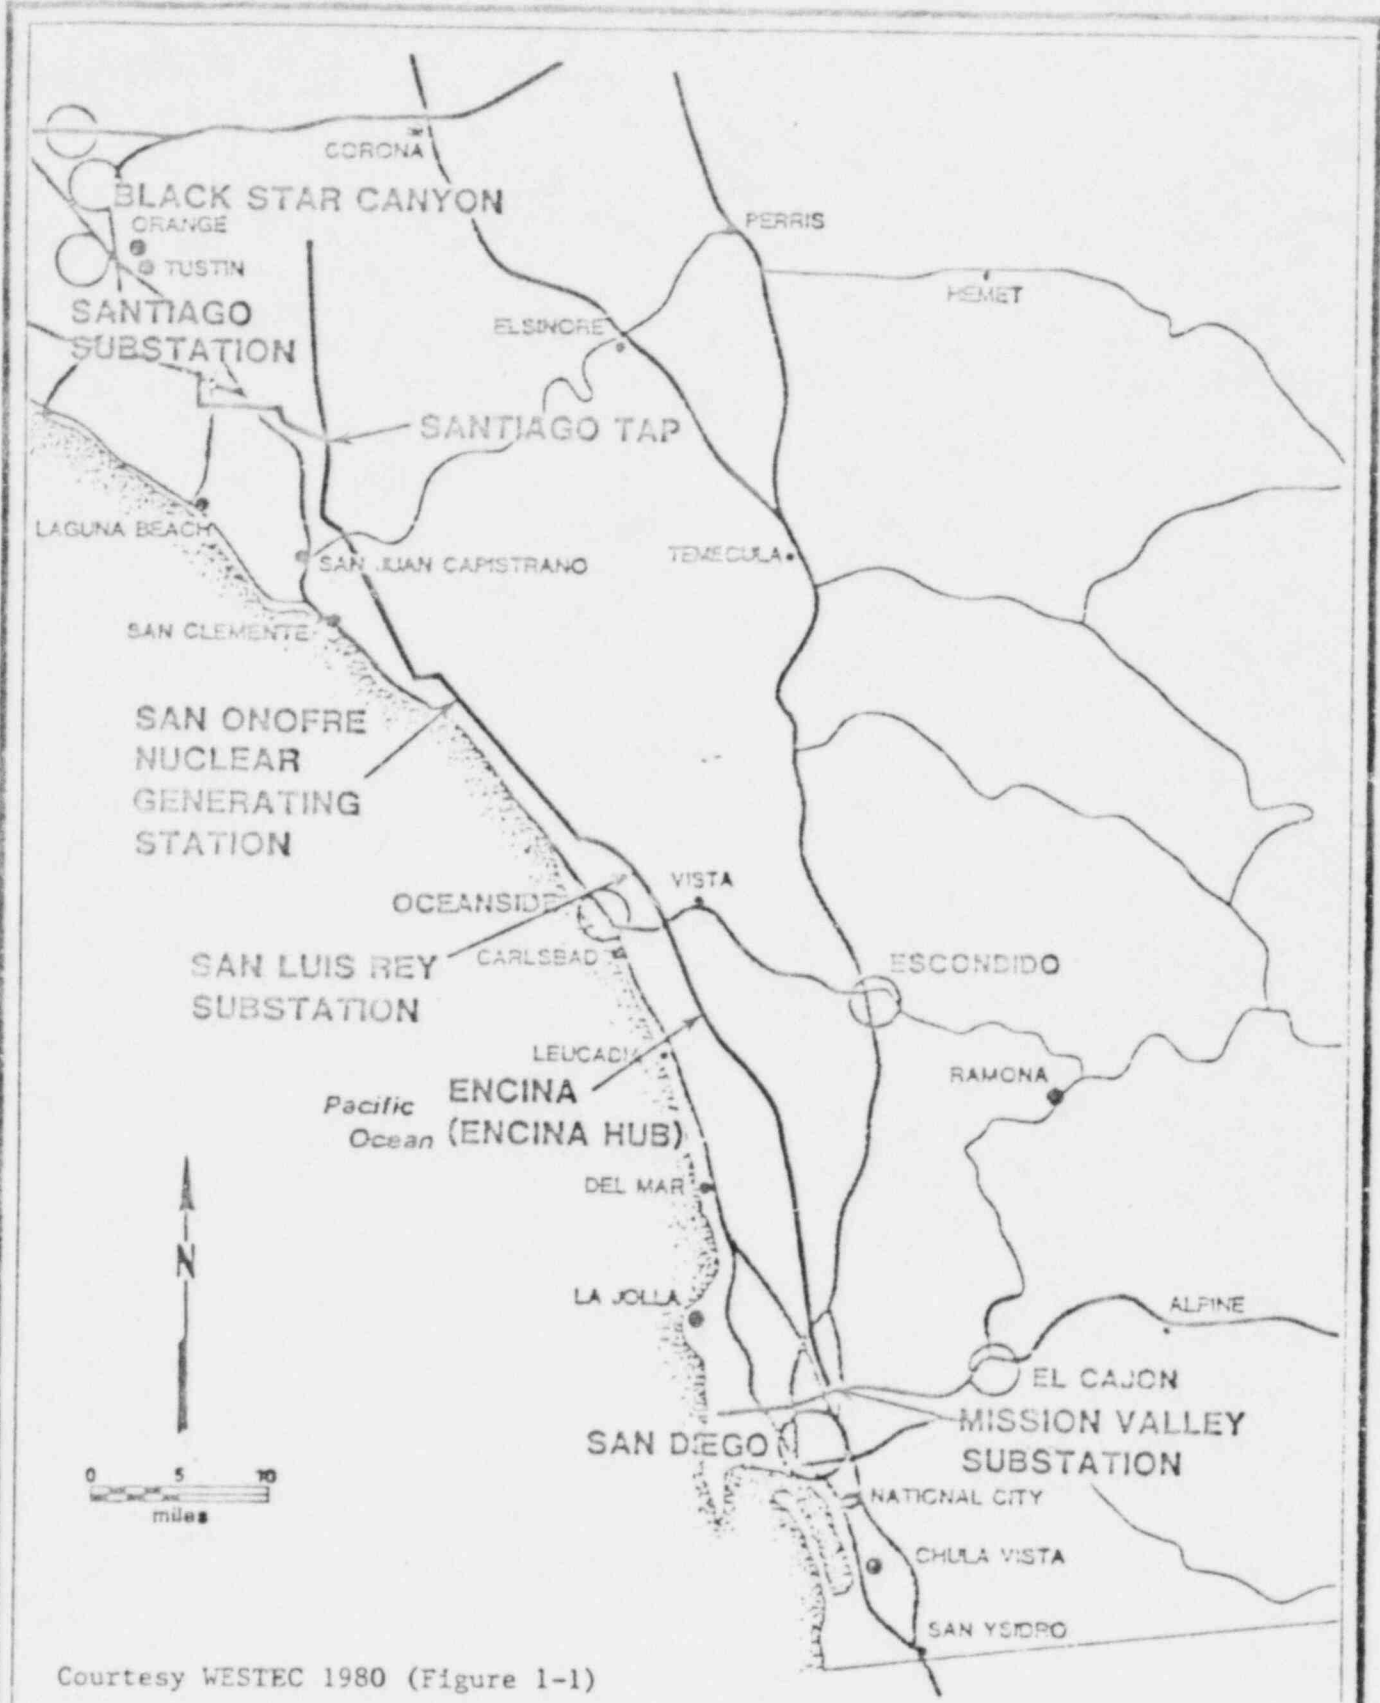 CORONA
BLACK STAR CANYON
ORANGE
TUSTIN
PERRIS
HEMET
SANTIAGO
SUBSTATION
ELSINORE
SANTIAGO TAP
LAGUNA BEACH
SAN JUAN CAPISTRANO
TEMECULA
SAN CLEMENTE
SAN ONOFRE
NUCLEAR
GENERATING
STATION
VISTA
OCEANSIDE
SAN LUIS REY
SUBSTATION
CARLSBAD
ESCONDIDO
LEUCADIA
RAMONA
ENCINA
(ENCINA HUB)
Pacific
Ocean
DEL MAR
N
LA JOLLA
ALPINE
EL CAJON
MISSION VALLEY
SUBSTATION
SAN DIEGO
0 5 10
miles
NATIONAL CITY
CHULA VISTA
SAN YSIDRO
Courtesy WESTEC 1980 (Figure 1-1)